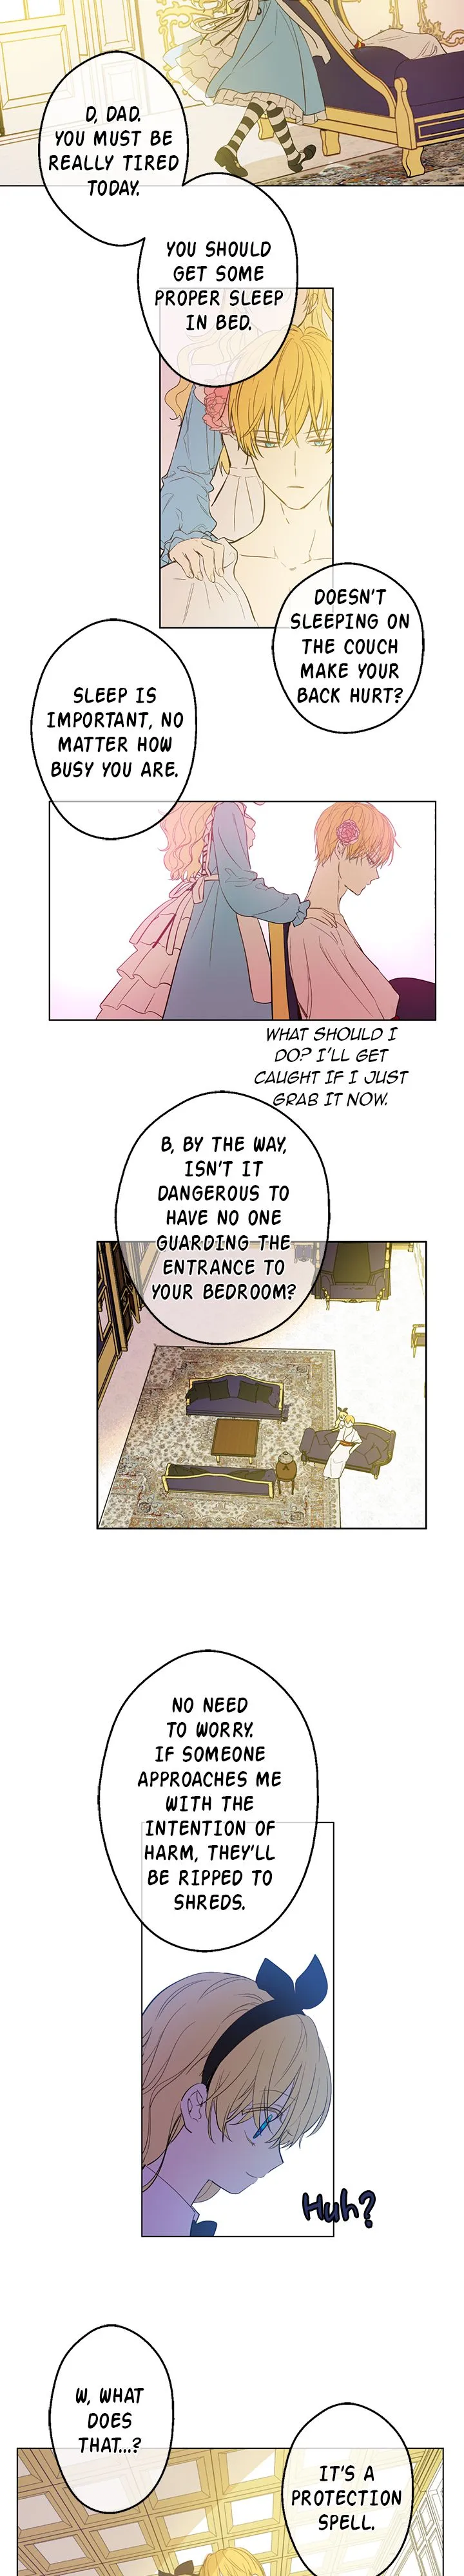 D, DAD.
YOU MUST BE
REALLY TIRED
TODAY.
YOU SHOULD
GET SOME
PROPER SLEEP
IN BED.
DOESN'T
SLEEPING ON
THE COUCH
MAKE YOUR
BACK HURT?
SLEEP IS
IMPORTANT, NO
MATTER HOW
BUSY YOU ARE.
WHAT SHOULD I
DO? I'LL GET
CAUGHT IF I JUST
GRAB IT NOW.
B, BY THE WAY,
ISN'T IT
DANGEROUS TO
HAVE NO ONE
GUARDING THE
ENTRANCE TO
YOUR BEDROOM?
NO NEED
TO WORRY.
IF SOMEONE
APPROACHES ME
WITH THE
INTENTION OF
HARM, THEY'LL
BE RIPPED TO
SHREDS.
Huh?
W, WHAT
DOES
THAT...?
IT'S A
PROTECTION
SPELL.